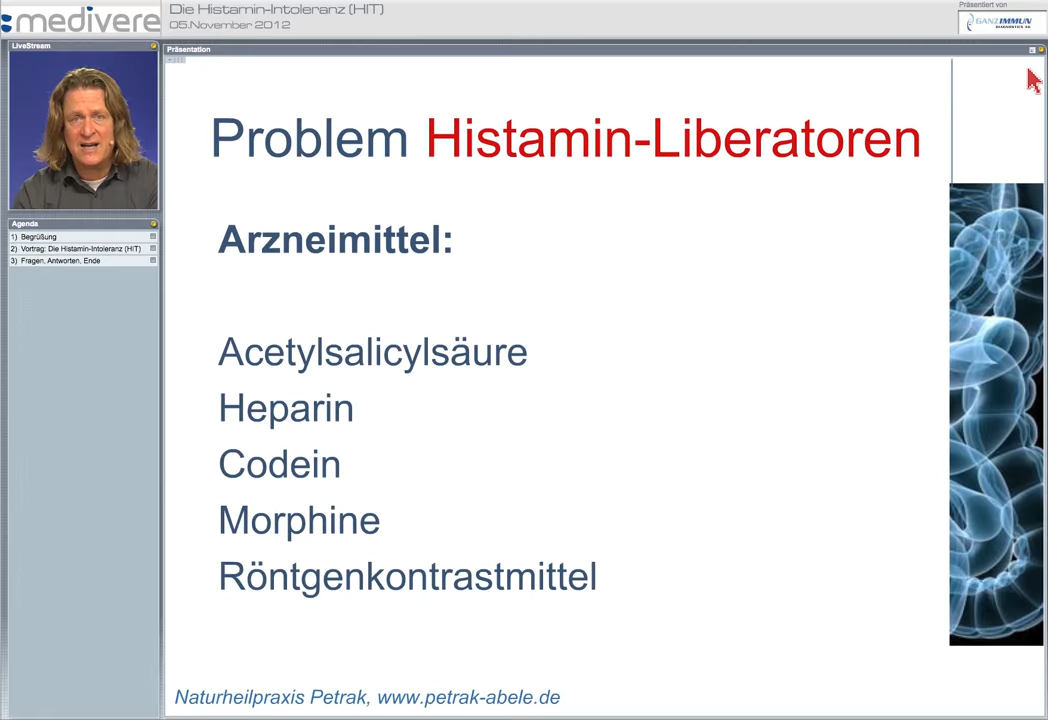 medivere
Die Histamin-Intoleranz (HIT)
05.November 2012
Präsentiert von
GANZIMMUN
DIAGNOSTICS AG
LiveStream
Präsentation
Agenda
1) Begrüßung
2) Vortrag: Die Histamin-Intoleranz (HIT)
3) Fragen, Antworten, Ende
Problem Histamin-Liberatoren
Arzneimittel:
Acetylsalicylsäure
Heparin
Codein
Morphine
Röntgenkontrastmittel
Naturheilpraxis Petrak, www.petrak-abele.de